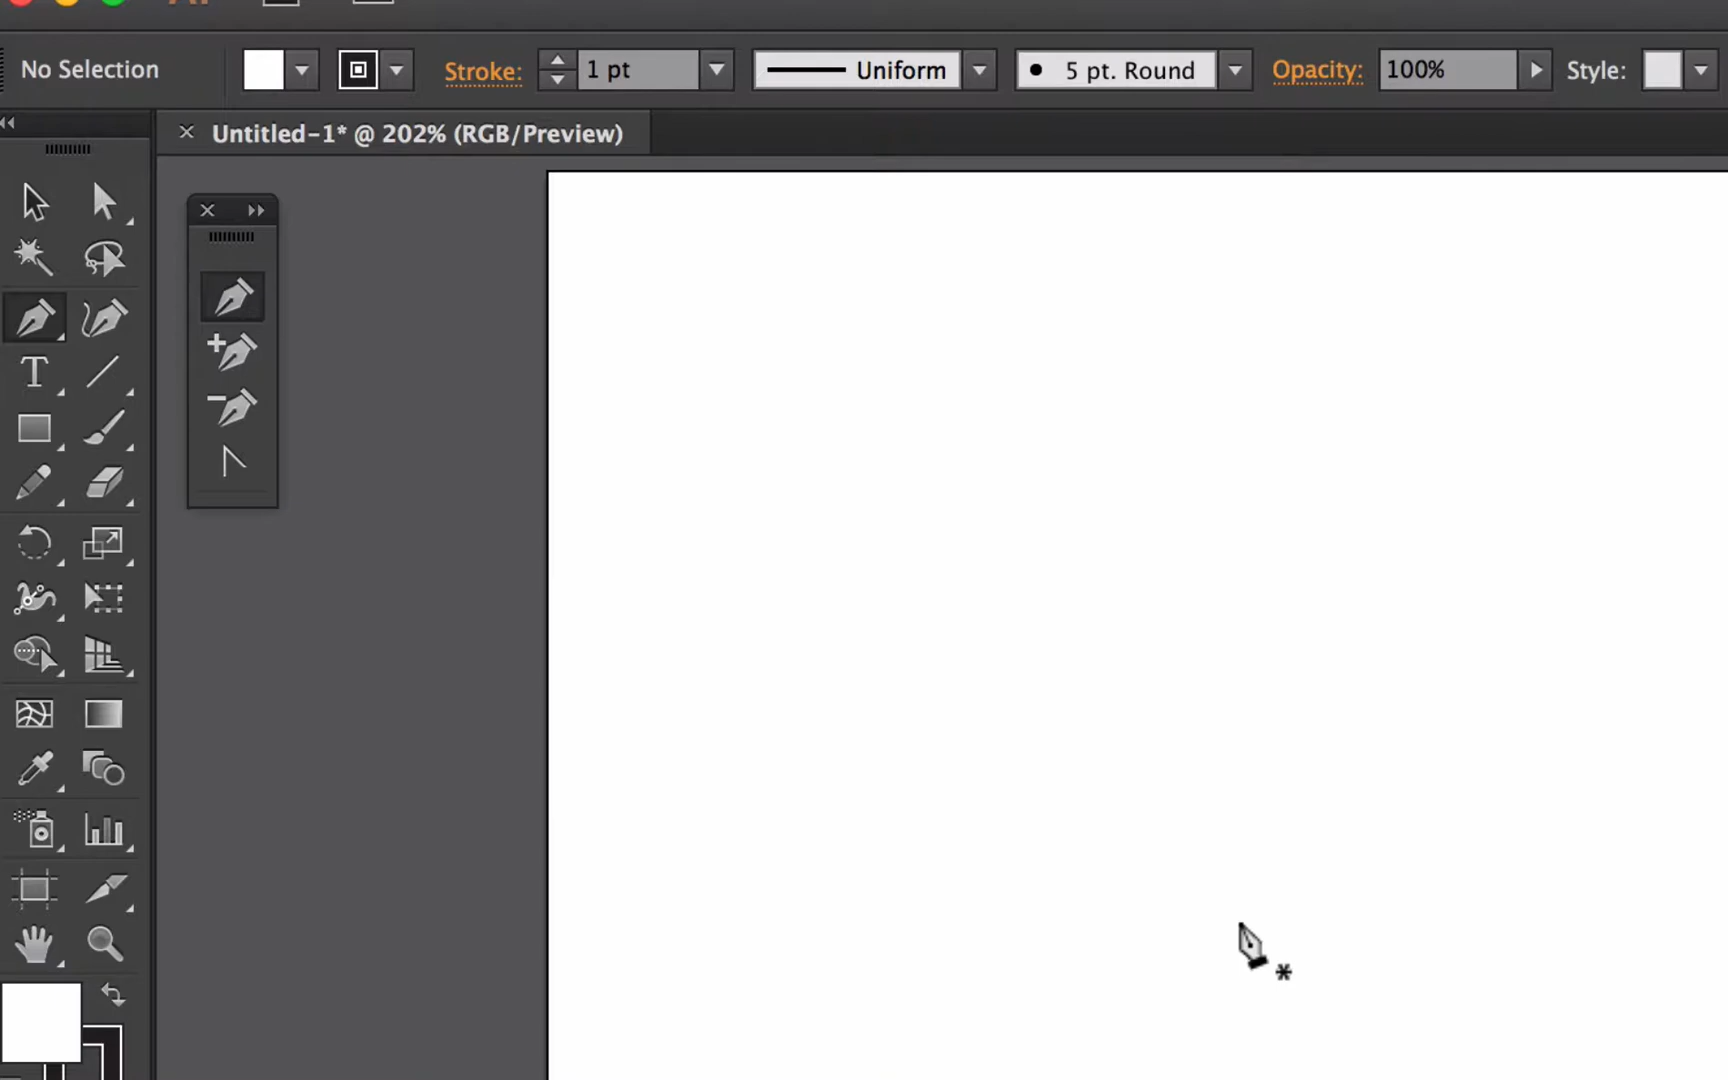 No Selection Stroke: 1 pt Uniform 5 pt. Round Opacity: 100% Style:
Untitled-1* @ 202% (RGB/Preview)